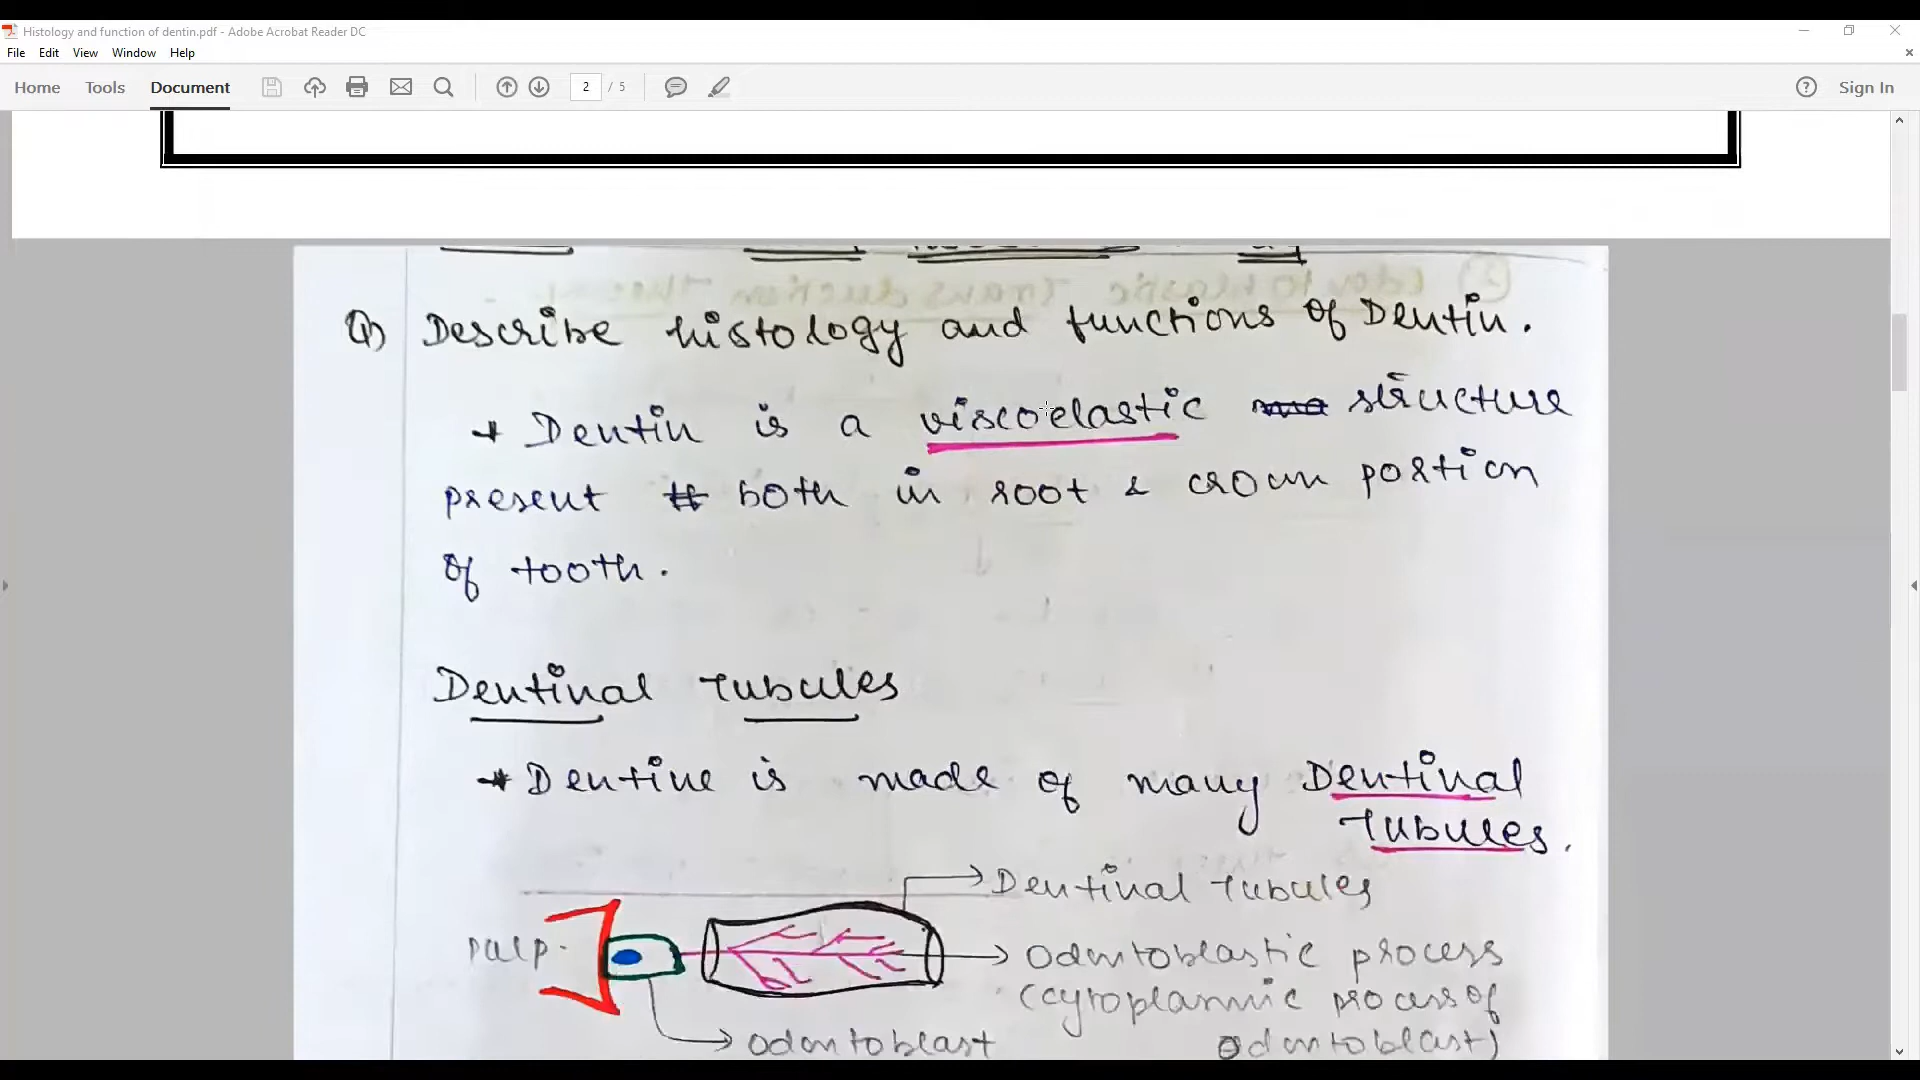 Histology and function of dentin.pdf - Adobe Acrobat Reader DC
File Edit View Window Help
Home Tools Document 2 / 5 Sign In
Q) Describe histology and functions of Dentin.
* Dentin is a viscoelastic structure
present both in root & crown portion
of tooth.
Dentinal Tubules
* Dentine is made of many Dentinal
Tubules.
Dentinal tubules
pulp.
odontoblastic process
(cytoplasmic process of
odontoblast
odontoblast)